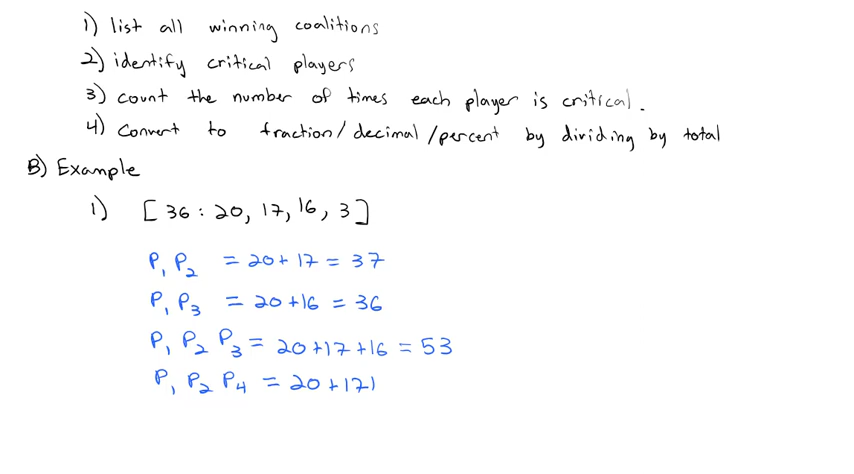 1) list all winning coalitions
2) identify critical players
3) count the number of times each player is critical.
4) convert to fraction/decimal/percent by dividing by total
B) Example
1) [36: 20, 17, 16, 3]
P₁ P₂ = 20+17 = 37
P₁ P₃ = 20+16 = 36
P₁ P₂ P₃ = 20+17+16 = 53
P₁ P₂ P₄ = 20+17|